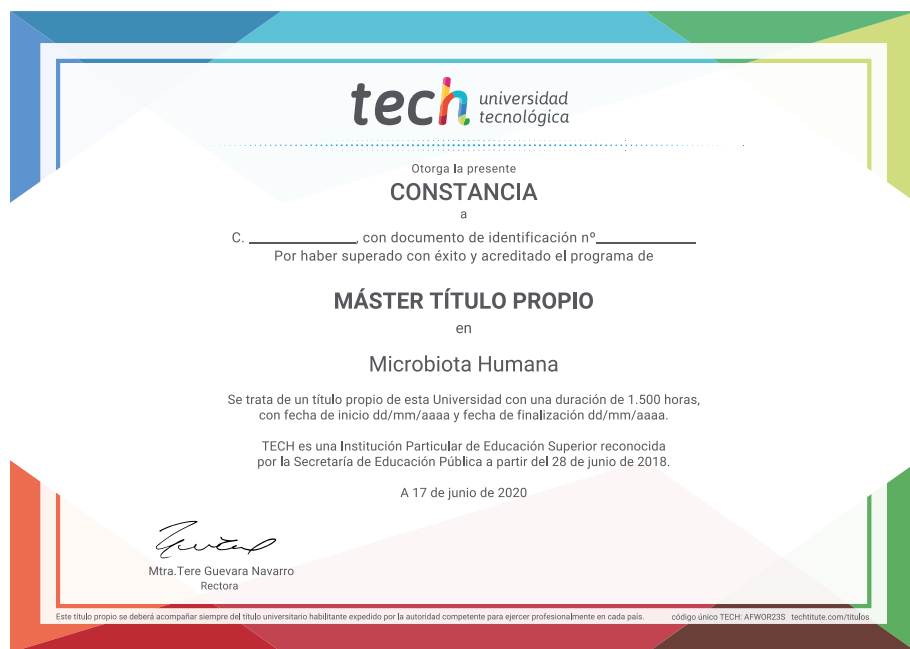 tech universidad
tecnológica
Otorga la presente
CONSTANCIA
a
C. ______________, con documento de identificación nº_____________
Por haber superado con éxito y acreditado el programa de
MÁSTER TÍTULO PROPIO
en
Microbiota Humana
Se trata de un título propio de esta Universidad con una duración de 1.500 horas,
con fecha de inicio dd/mm/aaaa y fecha de finalización dd/mm/aaaa.
TECH es una Institución Particular de Educación Superior reconocida
por la Secretaría de Educación Pública a partir del 28 de junio de 2018.
A 17 de junio de 2020
Mtra.Tere Guevara Navarro
Rectora
Este título propio se deberá acompañar siempre del título universitario habilitante expedido por la autoridad competente para ejercer profesionalmente en cada país. código único TECH: AFWOR23S techtitute.com/titulos